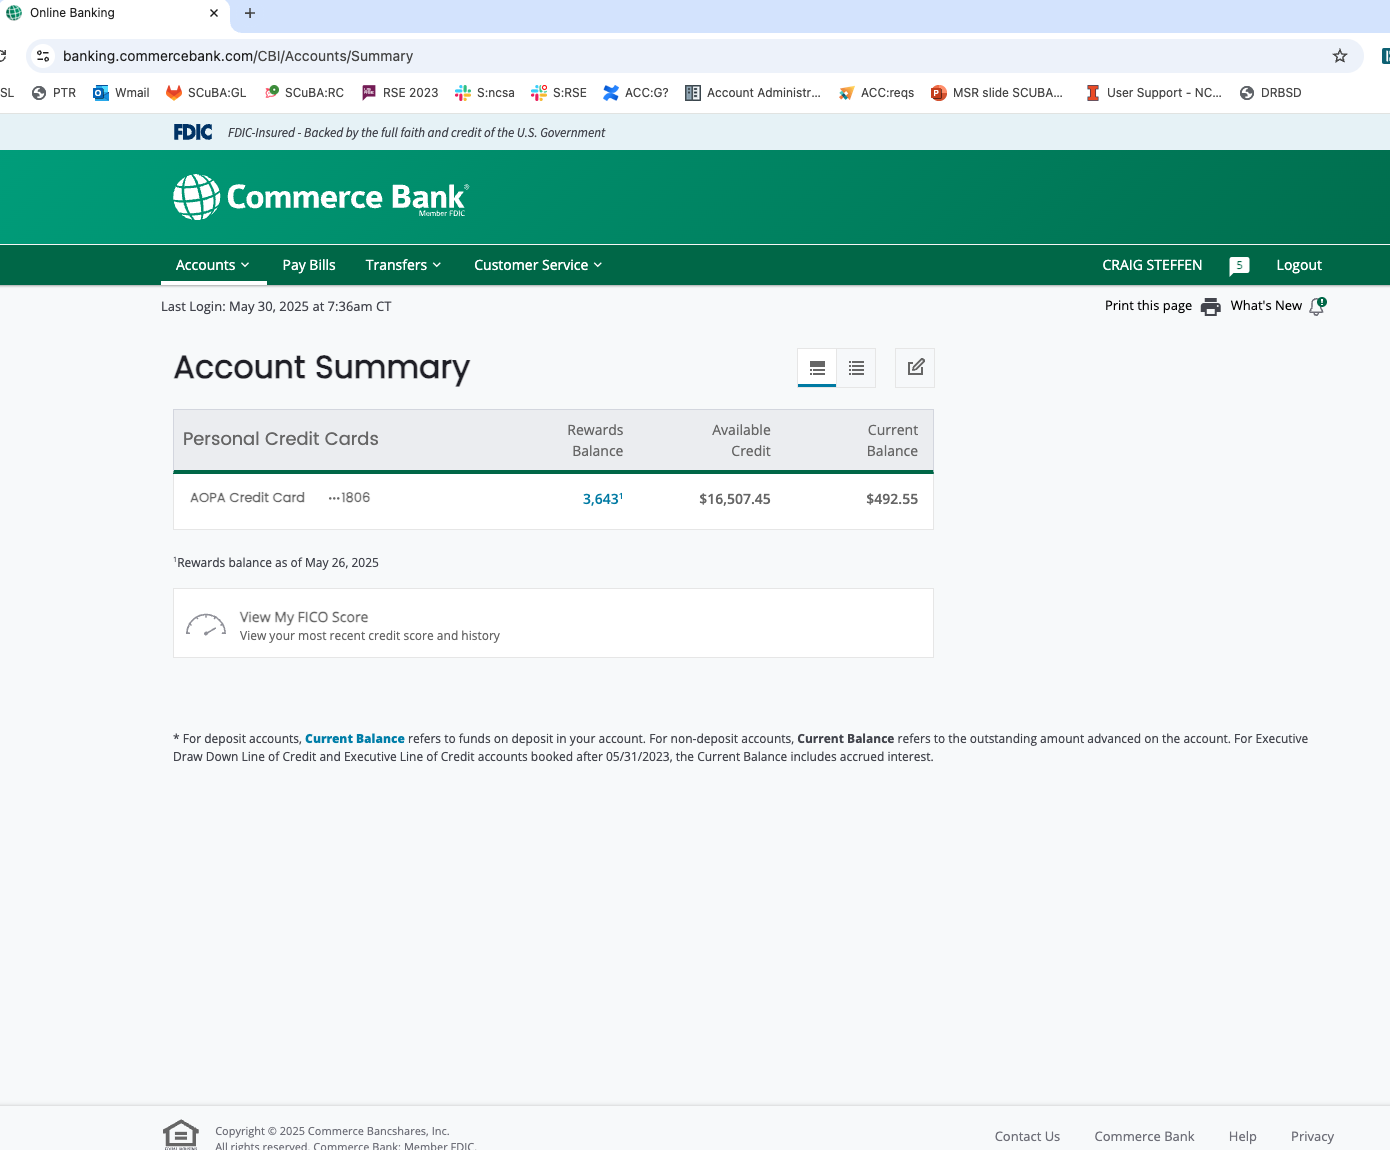 Online Banking
banking.commercebank.com/CBI/Accounts/Summary
SL PTR Wmail SCuBA:GL SCuBA:RC RSE 2023 S:ncsa S:RSE ACC:G? Account Administr... ACC:reqs MSR slide SCUBA... User Support - NC... DRBSD
FDIC FDIC-Insured - Backed by the full faith and credit of the U.S. Government
Commerce Bank®
Member FDIC
Accounts Pay Bills Transfers Customer Service CRAIG STEFFEN 5 Logout
Last Login: May 30, 2025 at 7:36am CT Print this page What's New
Account Summary
Personal Credit Cards Rewards Balance Available Credit Current Balance
AOPA Credit Card •••1806 3,643¹ $16,507.45 $492.55
¹Rewards balance as of May 26, 2025
View My FICO Score
View your most recent credit score and history
* For deposit accounts, Current Balance refers to funds on deposit in your account. For non-deposit accounts, Current Balance refers to the outstanding amount advanced on the account. For Executive
Draw Down Line of Credit and Executive Line of Credit accounts booked after 05/31/2023, the Current Balance includes accrued interest.
Copyright © 2025 Commerce Bancshares, Inc.
All rights reserved. Commerce Bank: Member FDIC.
Contact Us Commerce Bank Help Privacy